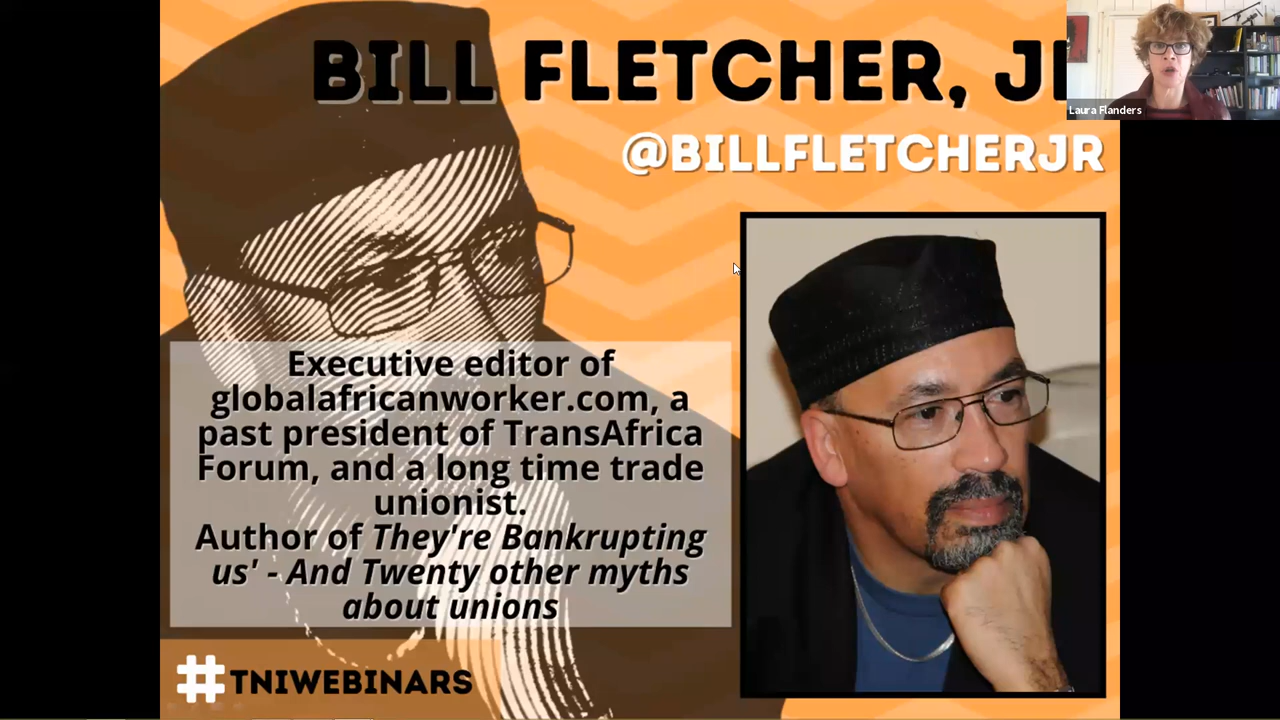 BILL FLETCHER, J
Laura Flanders
@BILLFLETCHERJR
Executive editor of
globalafricanworker.com, a
past president of TransAfrica
Forum, and a long time trade
unionist.
Author of They're Bankrupting
us' - And Twenty other myths
about unions
#TNIWEBINARS